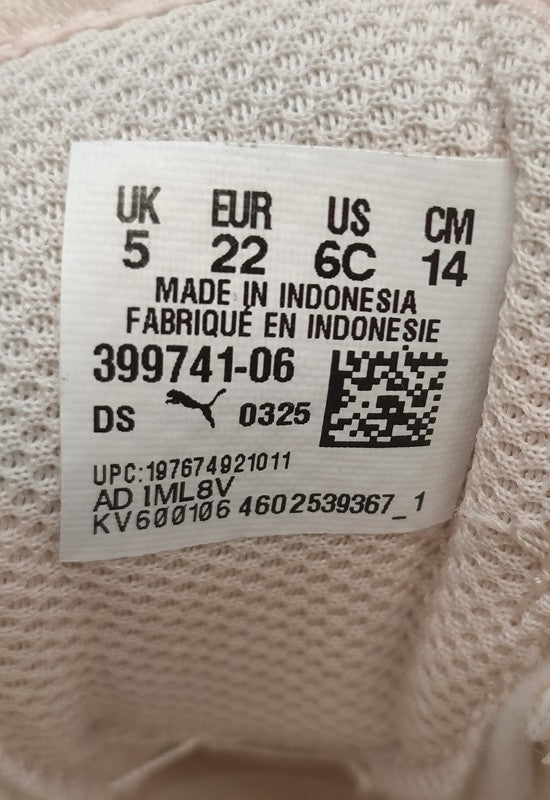 UK EUR US CM
5 22 6C 14
MADE IN INDONESIA
FABRIQUÉ EN INDONESIE
399741-06
DS 0325
UPC:197674921011
AD IML8V
KV600106 4602539367_1